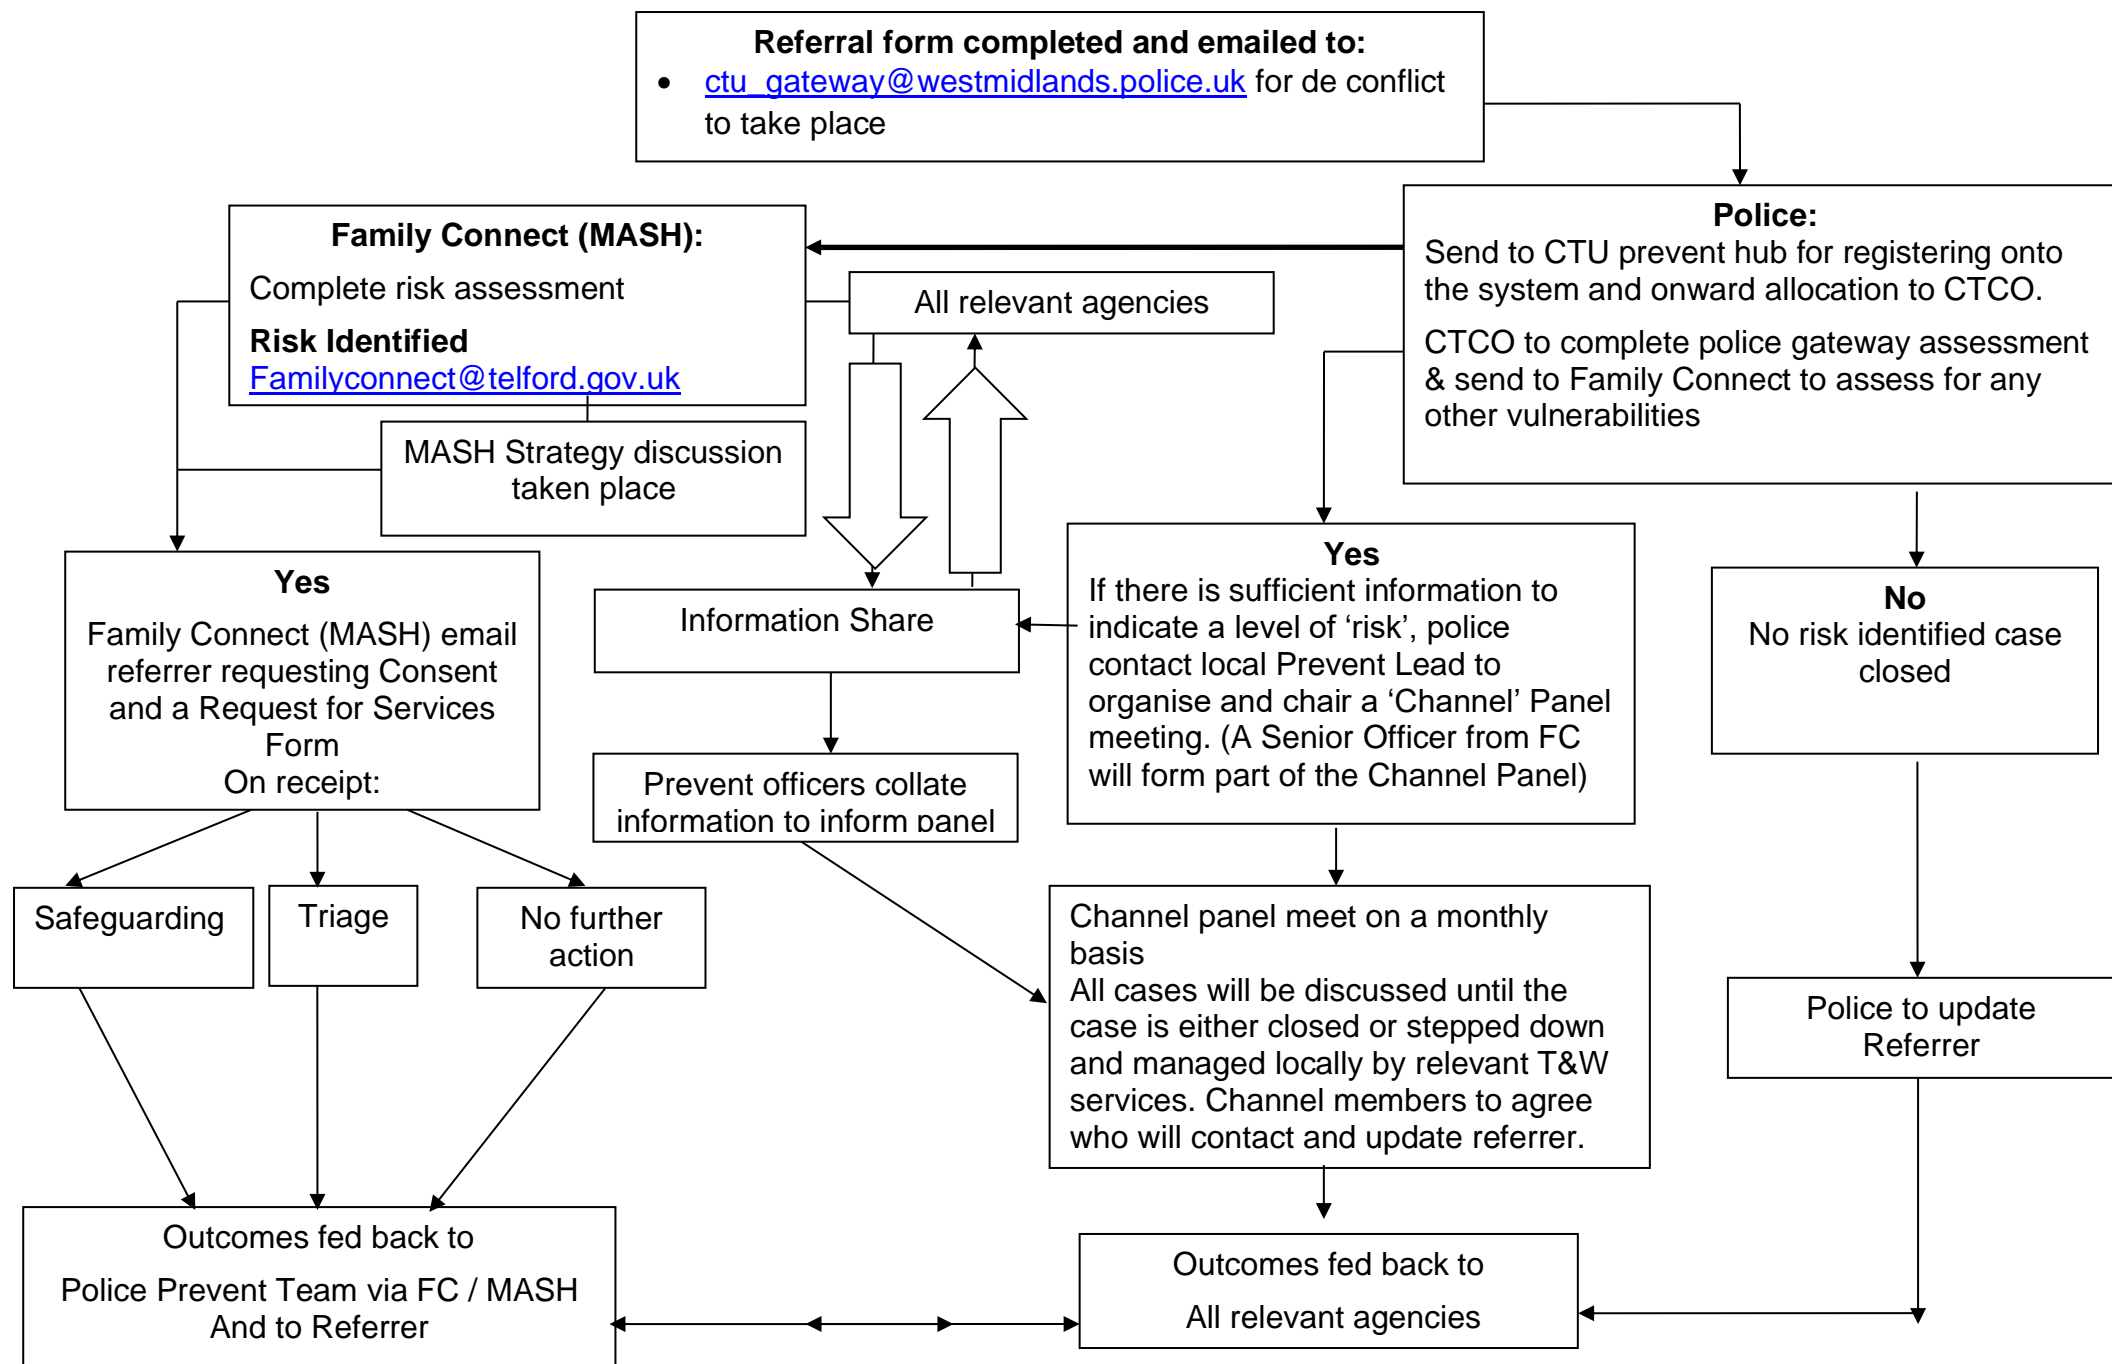 Referral form completed and emailed to:
• ctu_gateway@westmidlands.police.uk for de conflict
to take place
Police:
Send to CTU prevent hub for registering onto
the system and onward allocation to CTCO.
CTCO to complete police gateway assessment
& send to Family Connect to assess for any
other vulnerabilities
Family Connect (MASH):
Complete risk assessment
Risk Identified
Familyconnect@telford.gov.uk
All relevant agencies
MASH Strategy discussion
taken place
Yes
Family Connect (MASH) email
referrer requesting Consent
and a Request for Services
Form
On receipt:
Information Share
Yes
If there is sufficient information to
indicate a level of ‘risk’, police
contact local Prevent Lead to
organise and chair a ‘Channel’ Panel
meeting. (A Senior Officer from FC
will form part of the Channel Panel)
No
No risk identified case
closed
Prevent officers collate
information to inform panel
Safeguarding
Triage
No further
action
Channel panel meet on a monthly
basis
All cases will be discussed until the
case is either closed or stepped down
and managed locally by relevant T&W
services. Channel members to agree
who will contact and update referrer.
Police to update
Referrer
Outcomes fed back to
Police Prevent Team via FC / MASH
And to Referrer
Outcomes fed back to
All relevant agencies